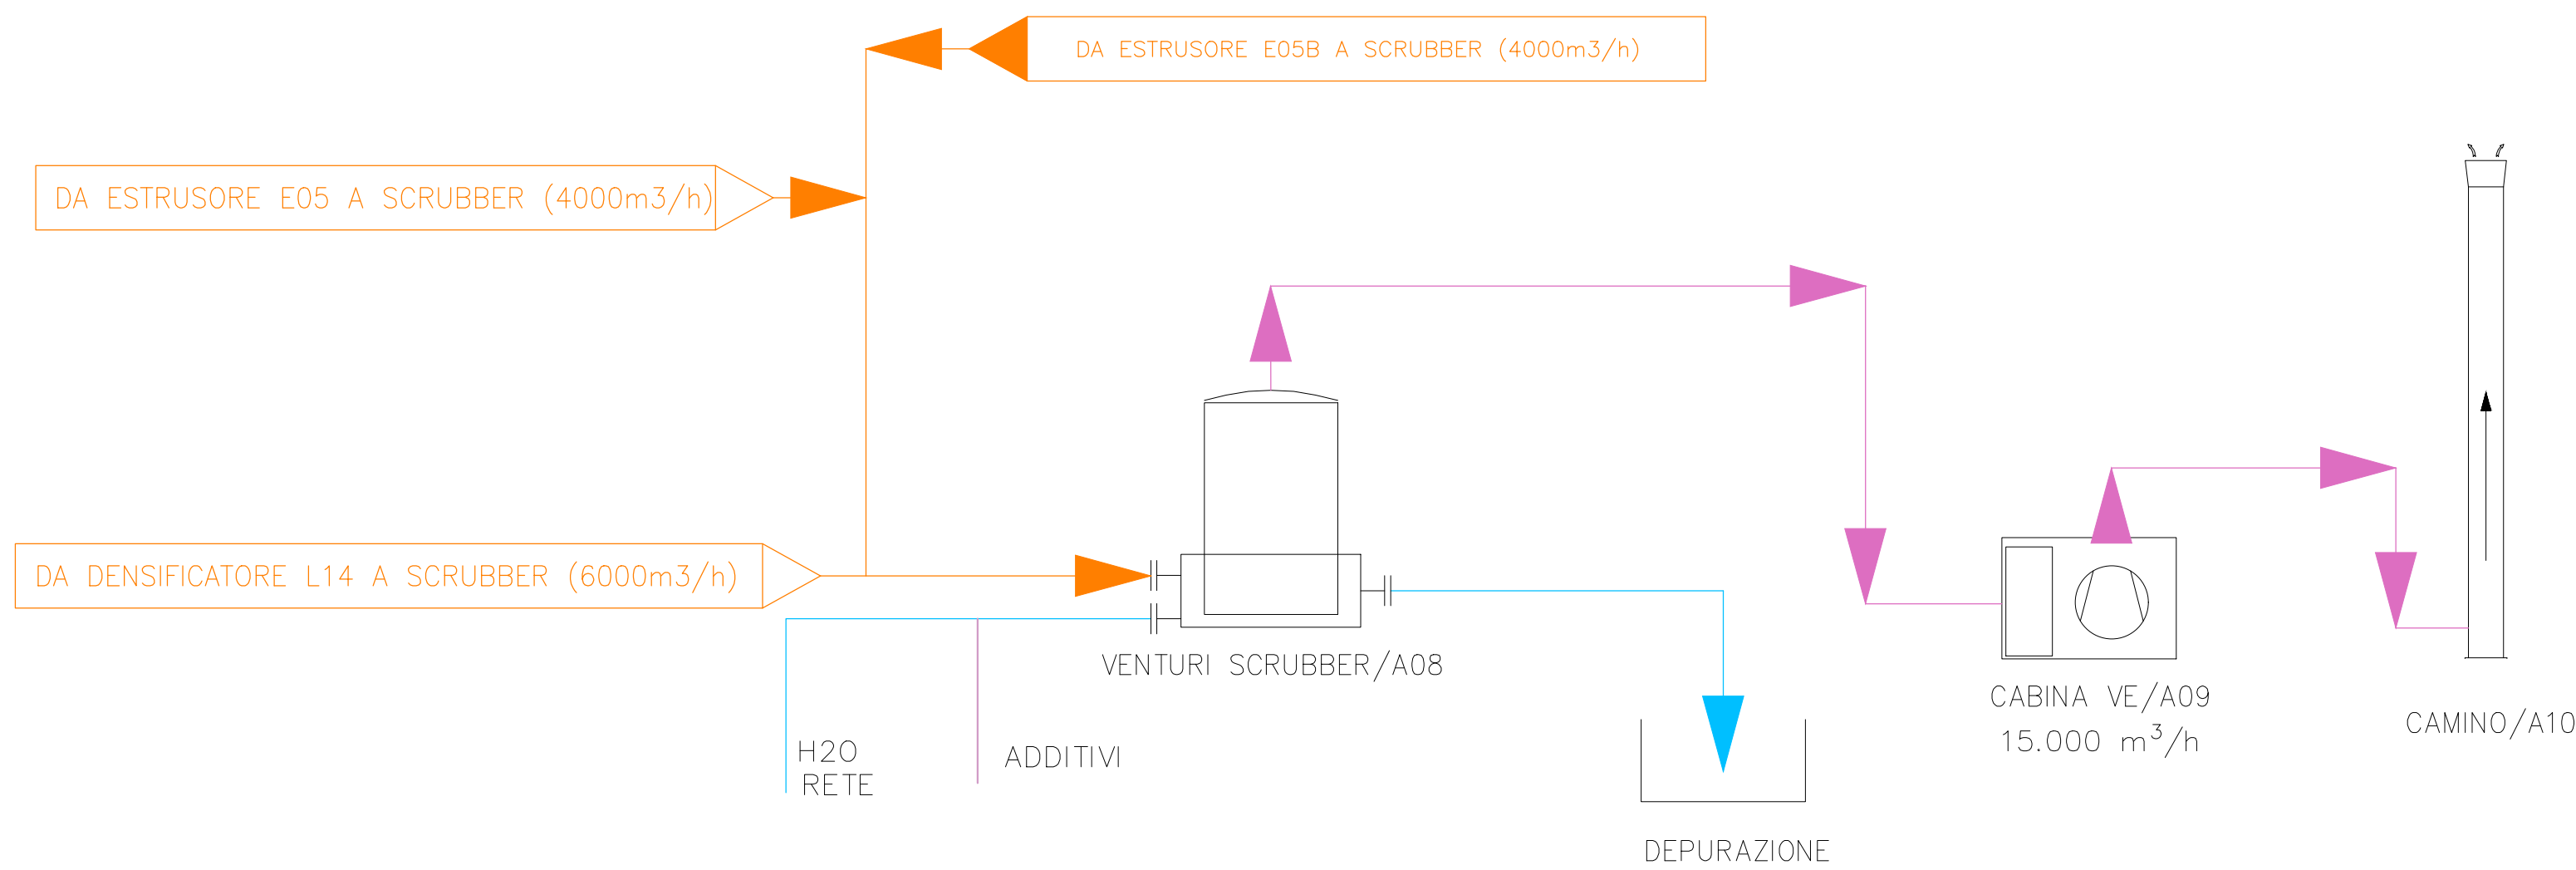 DA ESTRUSORE E05B A SCRUBBER (4000m3/h)
DA ESTRUSORE E05 A SCRUBBER (4000m3/h)
DA DENSIFICATORE L14 A SCRUBBER (6000m3/h)
VENTURI SCRUBBER/A08
H2O
RETE
ADDITIVI
DEPURAZIONE
CABINA VE/A09
15.000 m³/h
CAMINO/A10